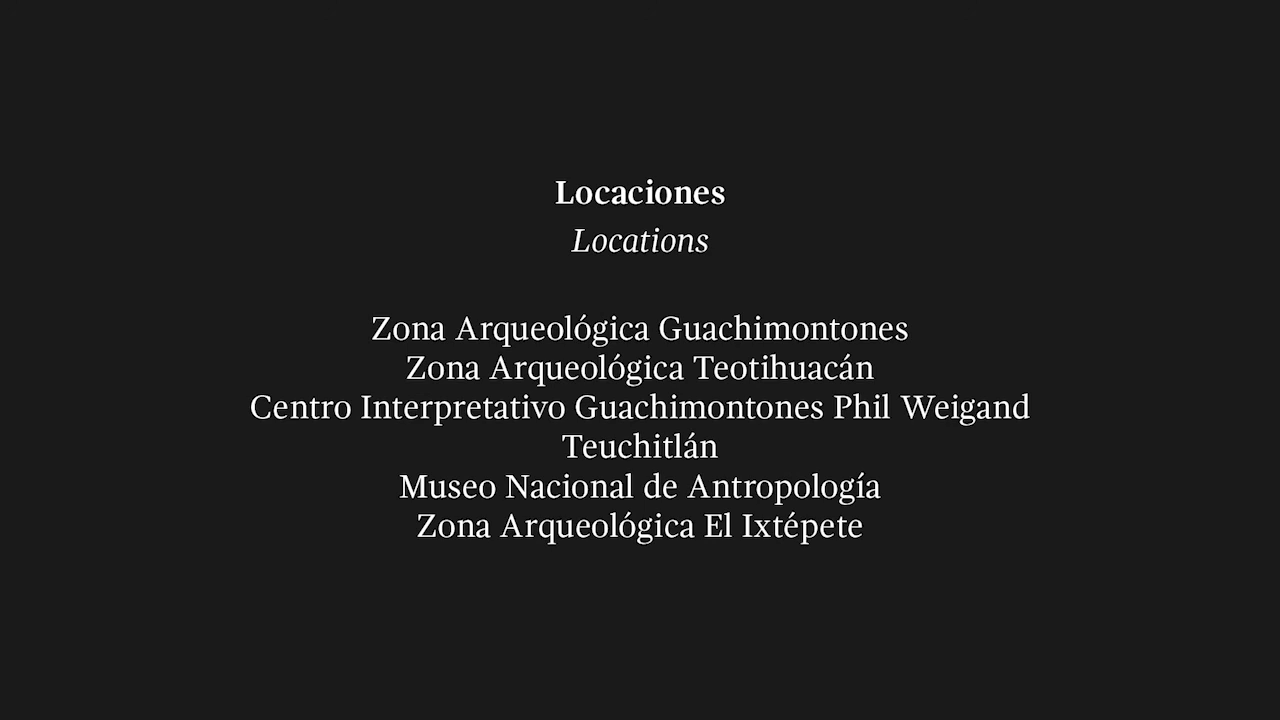 Locaciones
Locations
Zona Arqueológica Guachimontones
Zona Arqueológica Teotihuacán
Centro Interpretativo Guachimontones Phil Weigand
Teuchitlán
Museo Nacional de Antropología
Zona Arqueológica El Ixtépete